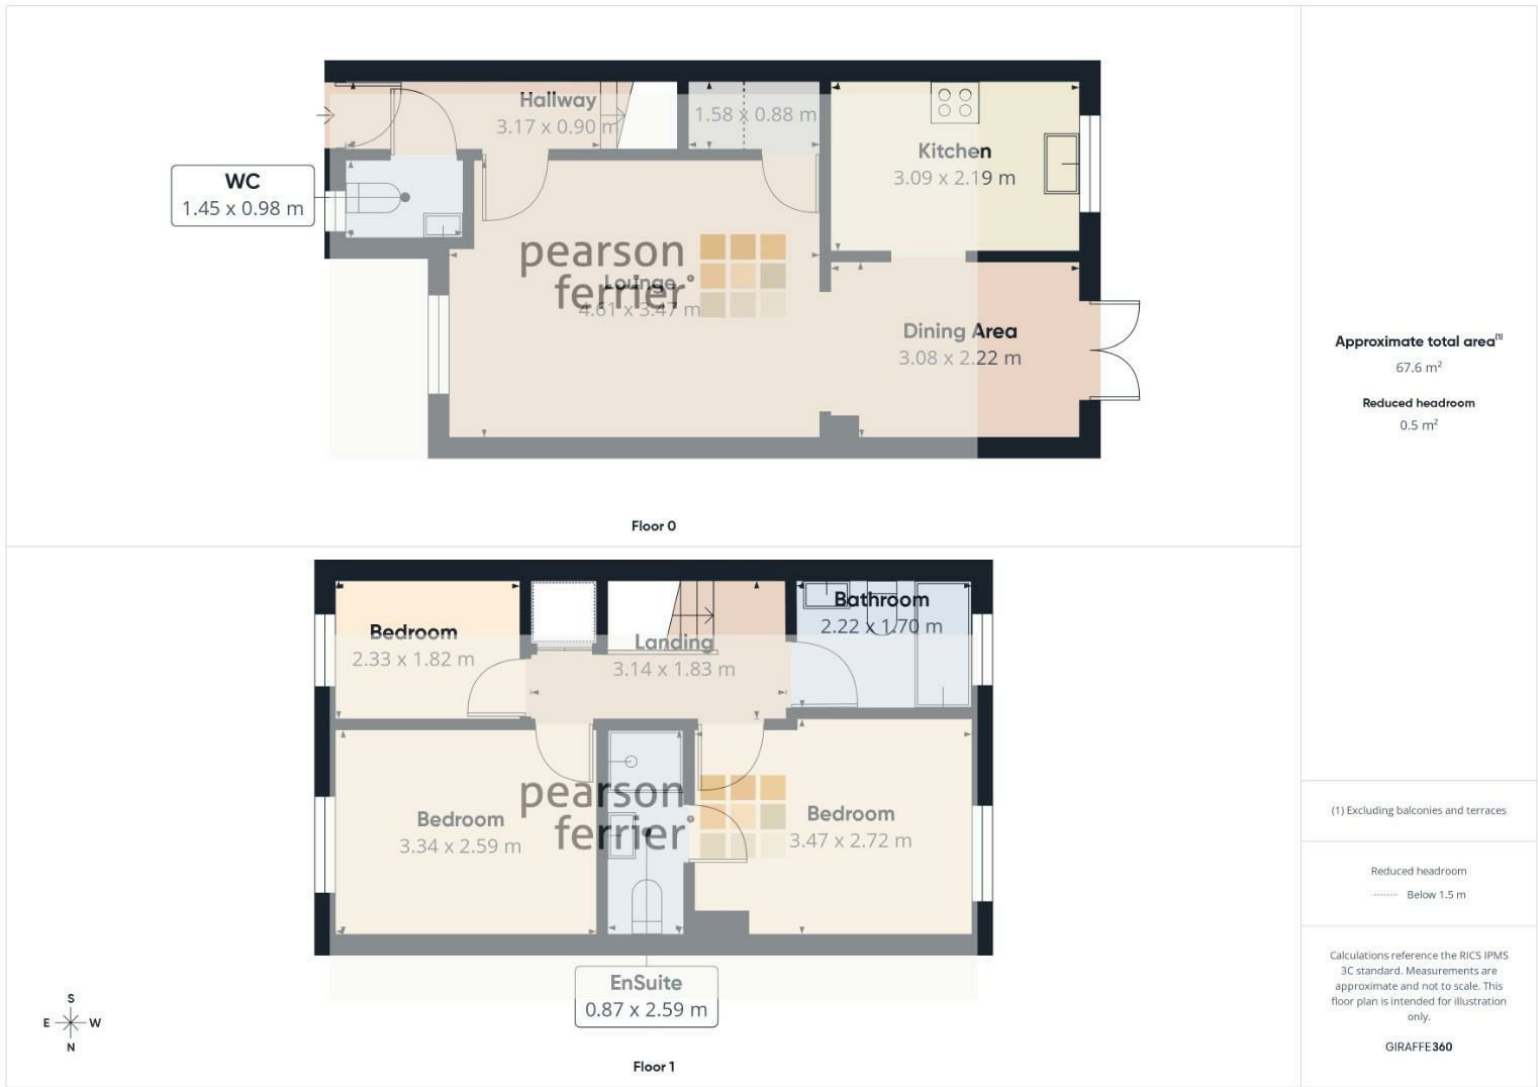 Hallway
3.17 x 0.90 m
1.58 x 0.88 m
Kitchen
3.09 x 2.19 m
WC
1.45 x 0.98 m
pearson
ferrier
Lounge
4.61 x 3.47 m
Dining Area
3.08 x 2.22 m
Floor 0
Bedroom
2.33 x 1.82 m
Landing
3.14 x 1.83 m
Bathroom
2.22 x 1.70 m
Bedroom
3.34 x 2.59 m
pearson
ferrier
Bedroom
3.47 x 2.72 m
EnSuite
0.87 x 2.59 m
Floor 1
S
E W
N
Approximate total area(1)
67.6 m²
Reduced headroom
0.5 m²
(1) Excluding balconies and terraces
Reduced headroom
Below 1.5 m
Calculations reference the RICS IPMS
3C standard. Measurements are
approximate and not to scale. This
floor plan is intended for illustration
only.
GIRAFFE360